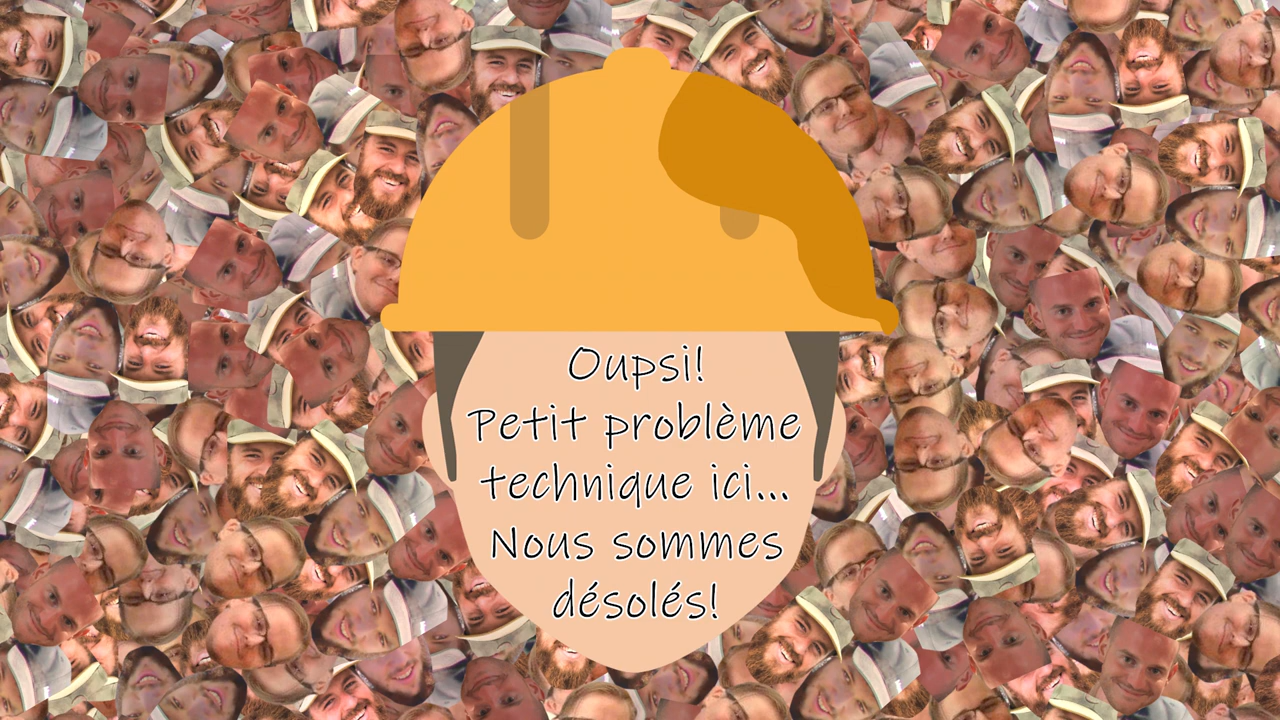 Oupsi!
Petit problème
technique ici...
Nous sommes
désolés!